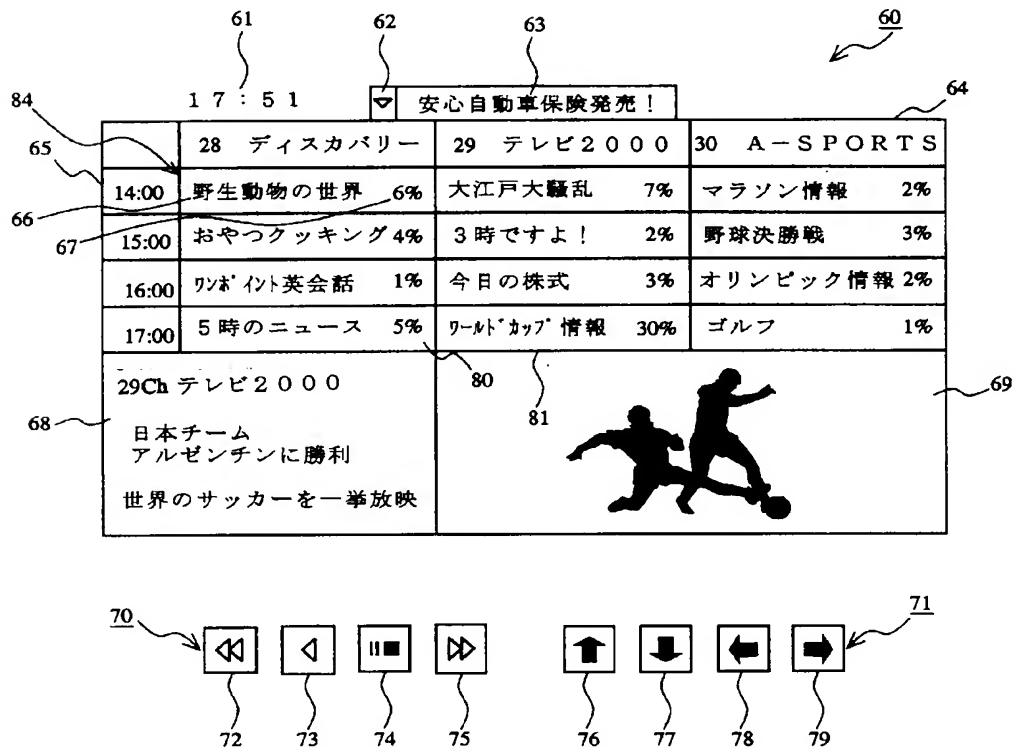 61 62 63 60
84 17:51 安心自動車保険発売! 64
65 28 ディスカバリー 29 テレビ2000 30 A-SPORTS
14:00 野生動物の世界 6% 大江戸大騒乱 7% マラソン情報 2%
66
67 15:00 おやつクッキング 4% 3時ですよ! 2% 野球決勝戦 3%
16:00 ワンポイント英会話 1% 今日の株式 3% オリンピック情報 2%
17:00 5時のニュース 5% ワールドカップ情報 30% ゴルフ 1%
29Ch テレビ2000 80 81 69
68 日本チーム
アルゼンチンに勝利
世界のサッカーを一挙放映
70 71
72 73 74 75 76 77 78 79